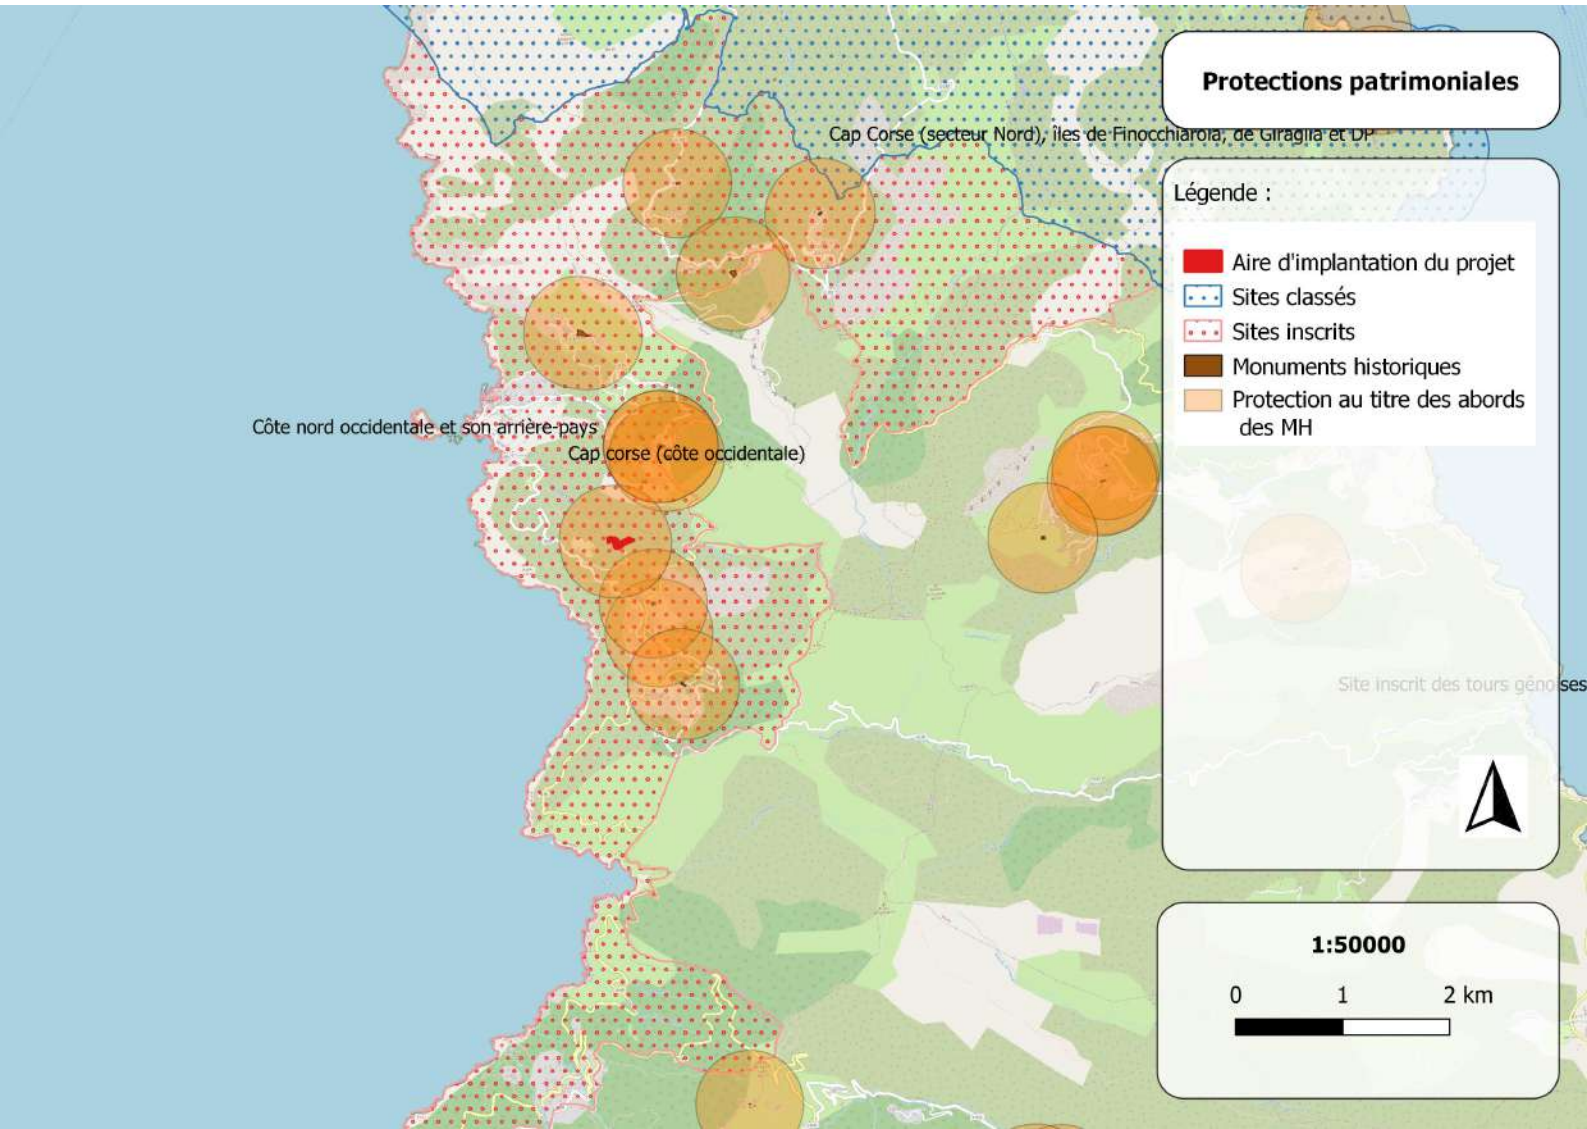 Protections patrimoniales
Cap Corse (secteur Nord), îles de Finocchiarola, de Giraglia et DP
Légende :
Aire d'implantation du projet
Sites classés
Sites inscrits
Monuments historiques
Protection au titre des abords
des MH
Côte nord occidentale et son arrière-pays
Cap corse (côte occidentale)
Site inscrit des tours génoises
1:50000
0 1 2 km